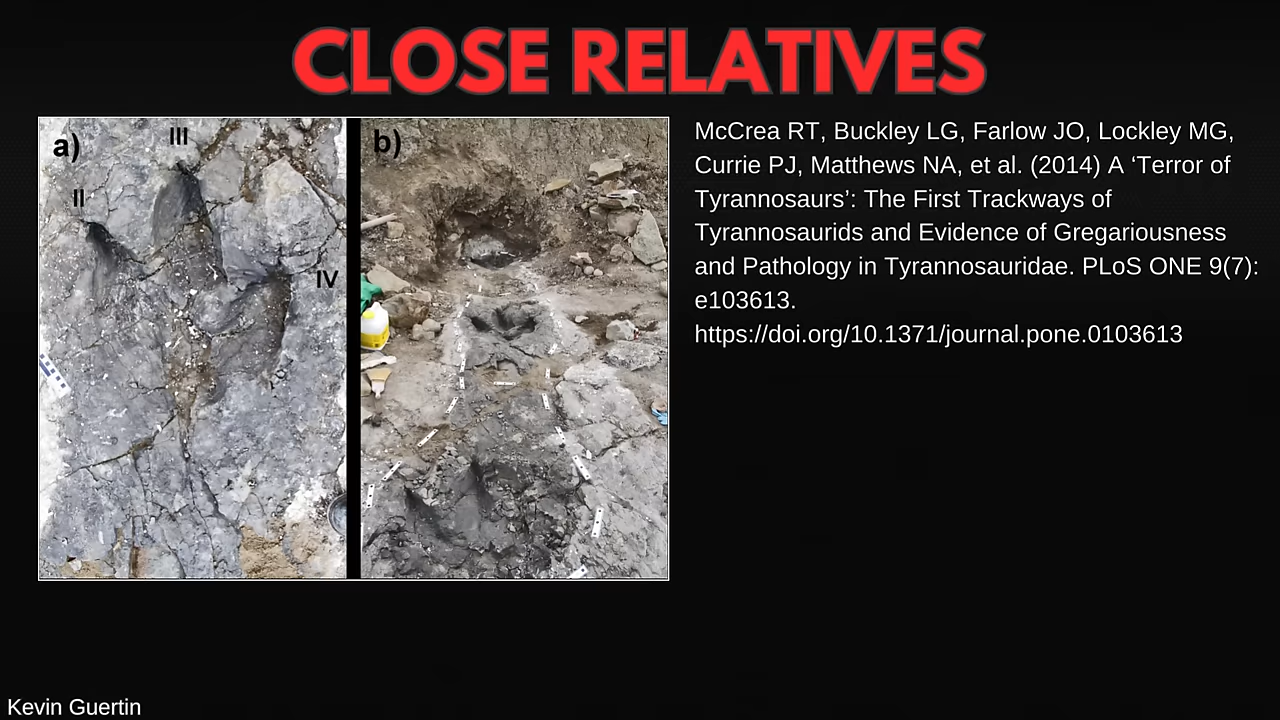 CLOSE RELATIVES
a)
III
II
IV
b)
McCrea RT, Buckley LG, Farlow JO, Lockley MG,
Currie PJ, Matthews NA, et al. (2014) A ‘Terror of
Tyrannosaurs’: The First Trackways of
Tyrannosaurids and Evidence of Gregariousness
and Pathology in Tyrannosauridae. PLoS ONE 9(7):
e103613.
https://doi.org/10.1371/journal.pone.0103613
Kevin Guertin